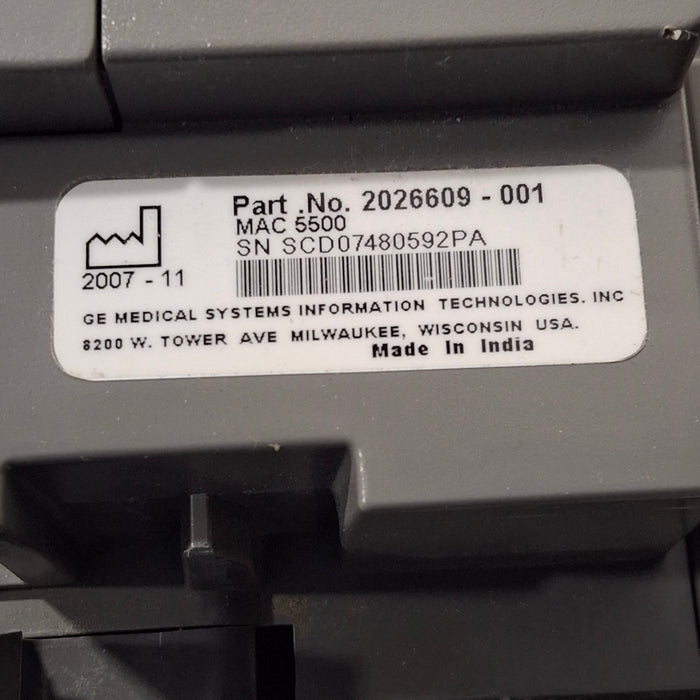 Part .No. 2026609 - 001
MAC 5500
SN SCD07480592PA
2007 - 11
GE MEDICAL SYSTEMS INFORMATION TECHNOLOGIES. INC
8200 W. TOWER AVE MILWAUKEE, WISCONSIN USA.
Made In India